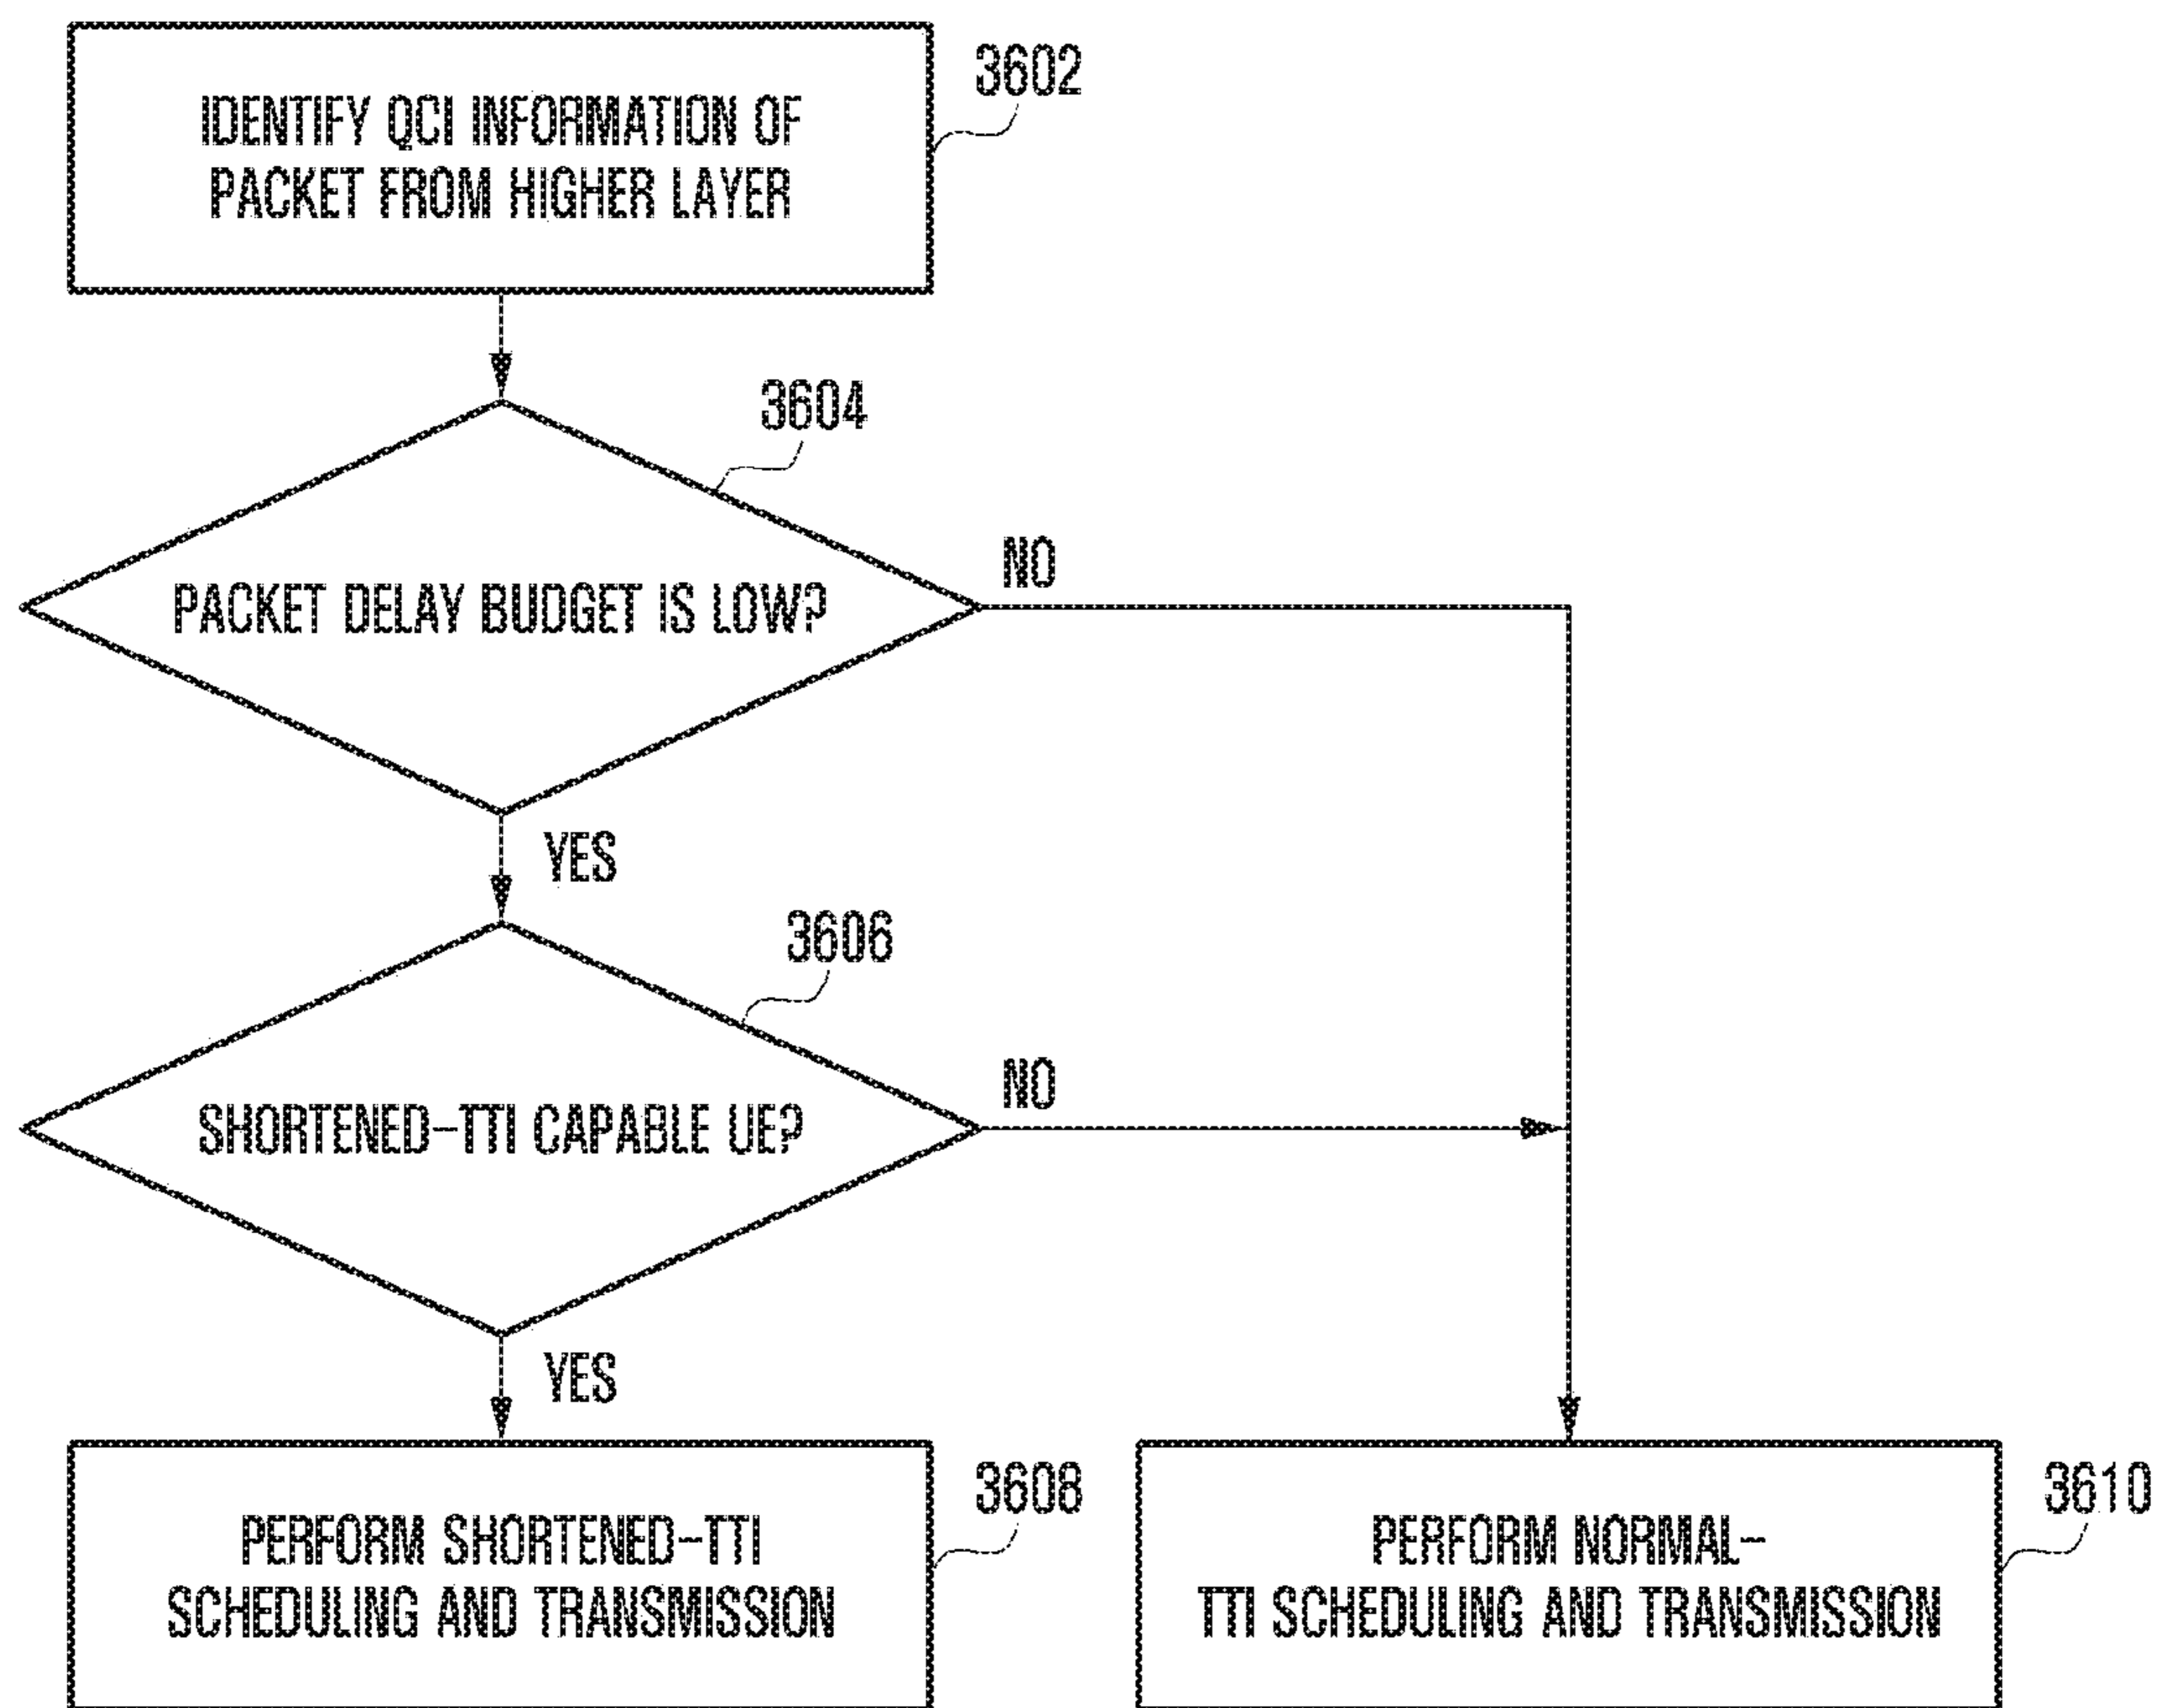 IDENTIFY QCI INFORMATION OF
PACKET FROM HIGHER LAYER
3602
3604
PACKET DELAY BUDGET IS LOW?
NO
YES
3606
SHORTENED-TTI CAPABLE UE?
NO
YES
PERFORM SHORTENED-TTI
SCHEDULING AND TRANSMISSION
3608
PERFORM NORMAL-
TTI SCHEDULING AND TRANSMISSION
3610